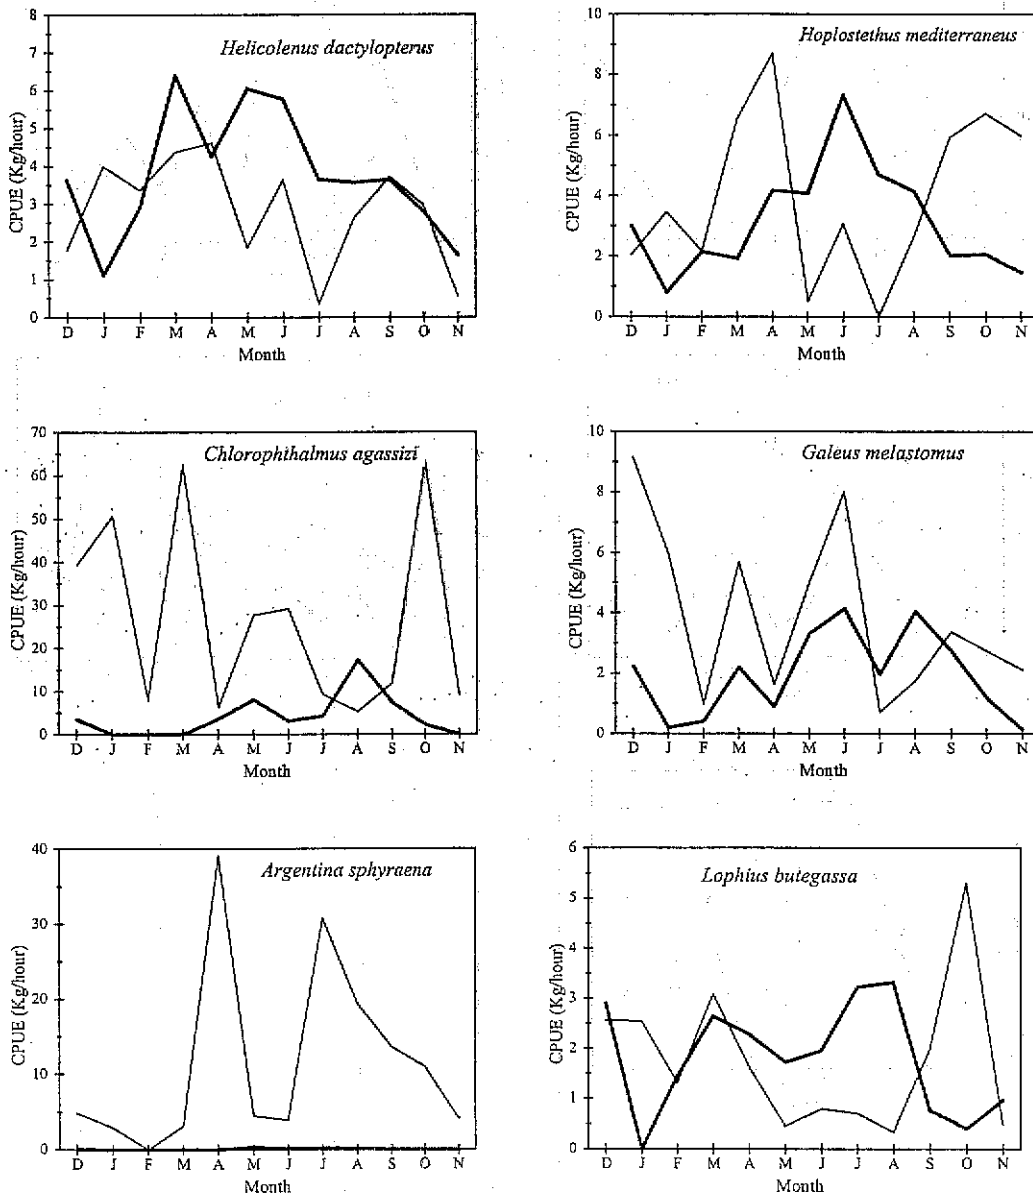 Helicolenus dactylopterus
CPUE (Kg/hour)
8
7
6
5
4
3
2
1
0
D J F M A M J J A S O N
Month
Hoplostethus mediterraneus
CPUE (Kg/hour)
10
8
6
4
2
0
D J F M A M J J A S O N
Month
Chlorophthalmus agassizi
CPUE (Kg/hour)
70
60
50
40
30
20
10
0
D J F M A M J J A S O N
Month
Galeus melastomus
CPUE (Kg/hour)
10
8
6
4
2
0
D J F M A M J J A S O N
Month
Argentina sphyraena
CPUE (Kg/hour)
40
30
20
10
0
D J F M A M J J A S O N
Month
Lophius butegassa
CPUE (Kg/hour)
6
5
4
3
2
1
0
D J F M A M J J A S O N
Month